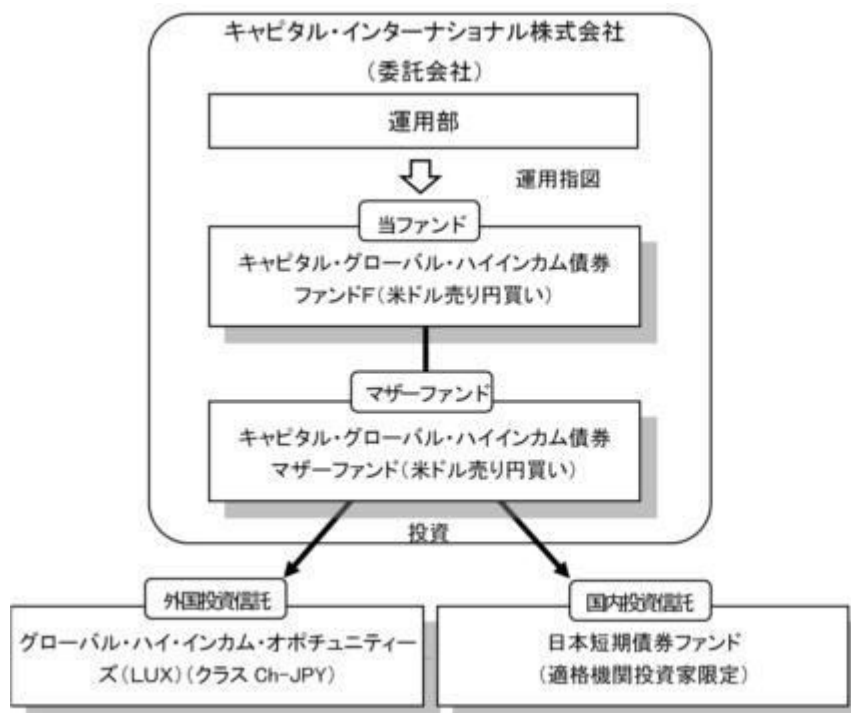 キャピタル・インターナショナル株式会社
（委託会社）
運用部
運用指図
当ファンド
キャピタル・グローバル・ハイインカム債券
ファンドF（米ドル売り円買い）
マザーファンド
キャピタル・グローバル・ハイインカム債券
マザーファンド（米ドル売り円買い）
投資
外国投資信託
グローバル・ハイ・インカム・オポチュニティー
ズ（LUX）（クラス Ch-JPY）
国内投資信託
日本短期債券ファンド
（適格機関投資家限定）